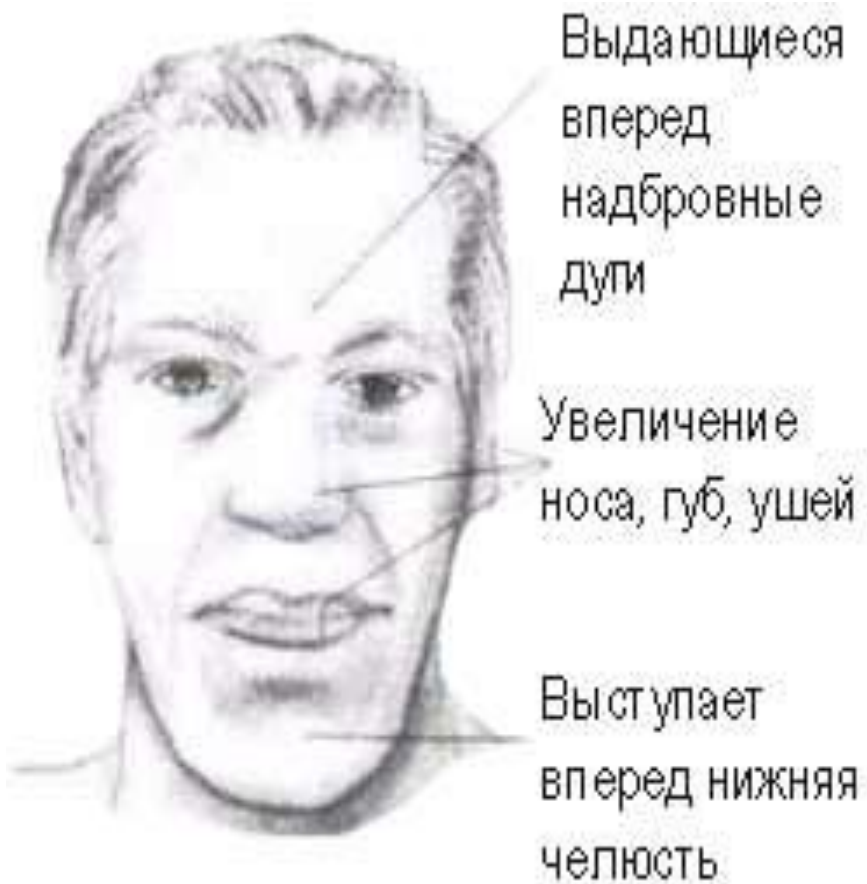 Выдающиеся
вперед
надбровные
дуги
Увеличение
носа, губ, ушей
Выступает
вперед нижняя
челюсть